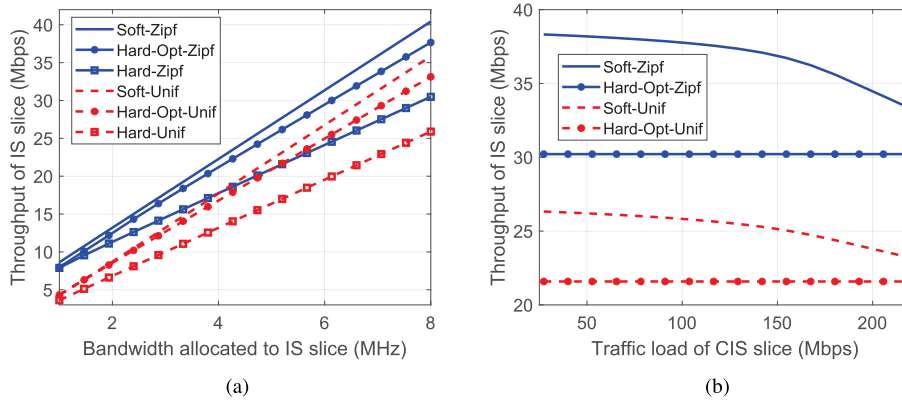 Throughput of IS slice (Mbps)
40
35
30
25
20
15
10
5
2
4
6
8
Bandwidth allocated to IS slice (MHz)
Soft-Zipf
Hard-Opt-Zipf
Hard-Zipf
Soft-Unif
Hard-Opt-Unif
Hard-Unif
(a)
Throughput of IS slice (Mbps)
40
35
30
25
20
50
100
150
200
Traffic load of CIS slice (Mbps)
Soft-Zipf
Hard-Opt-Zipf
Soft-Unif
Hard-Opt-Unif
(b)